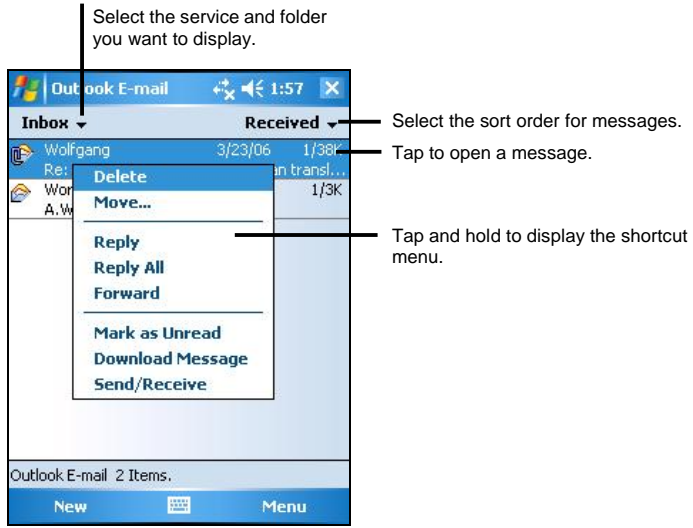 Select the service and folder
you want to display.
Outlook E-mail 1:57
Inbox Received
Select the sort order for messages.
Wolfgang 3/23/06 1/38K
Tap to open a message.
Re: transl...
1/3K
A.W
Delete
Move...
Reply
Tap and hold to display the shortcut
menu.
Reply All
Forward
Mark as Unread
Download Message
Send/Receive
Outlook E-mail 2 Items.
New Menu